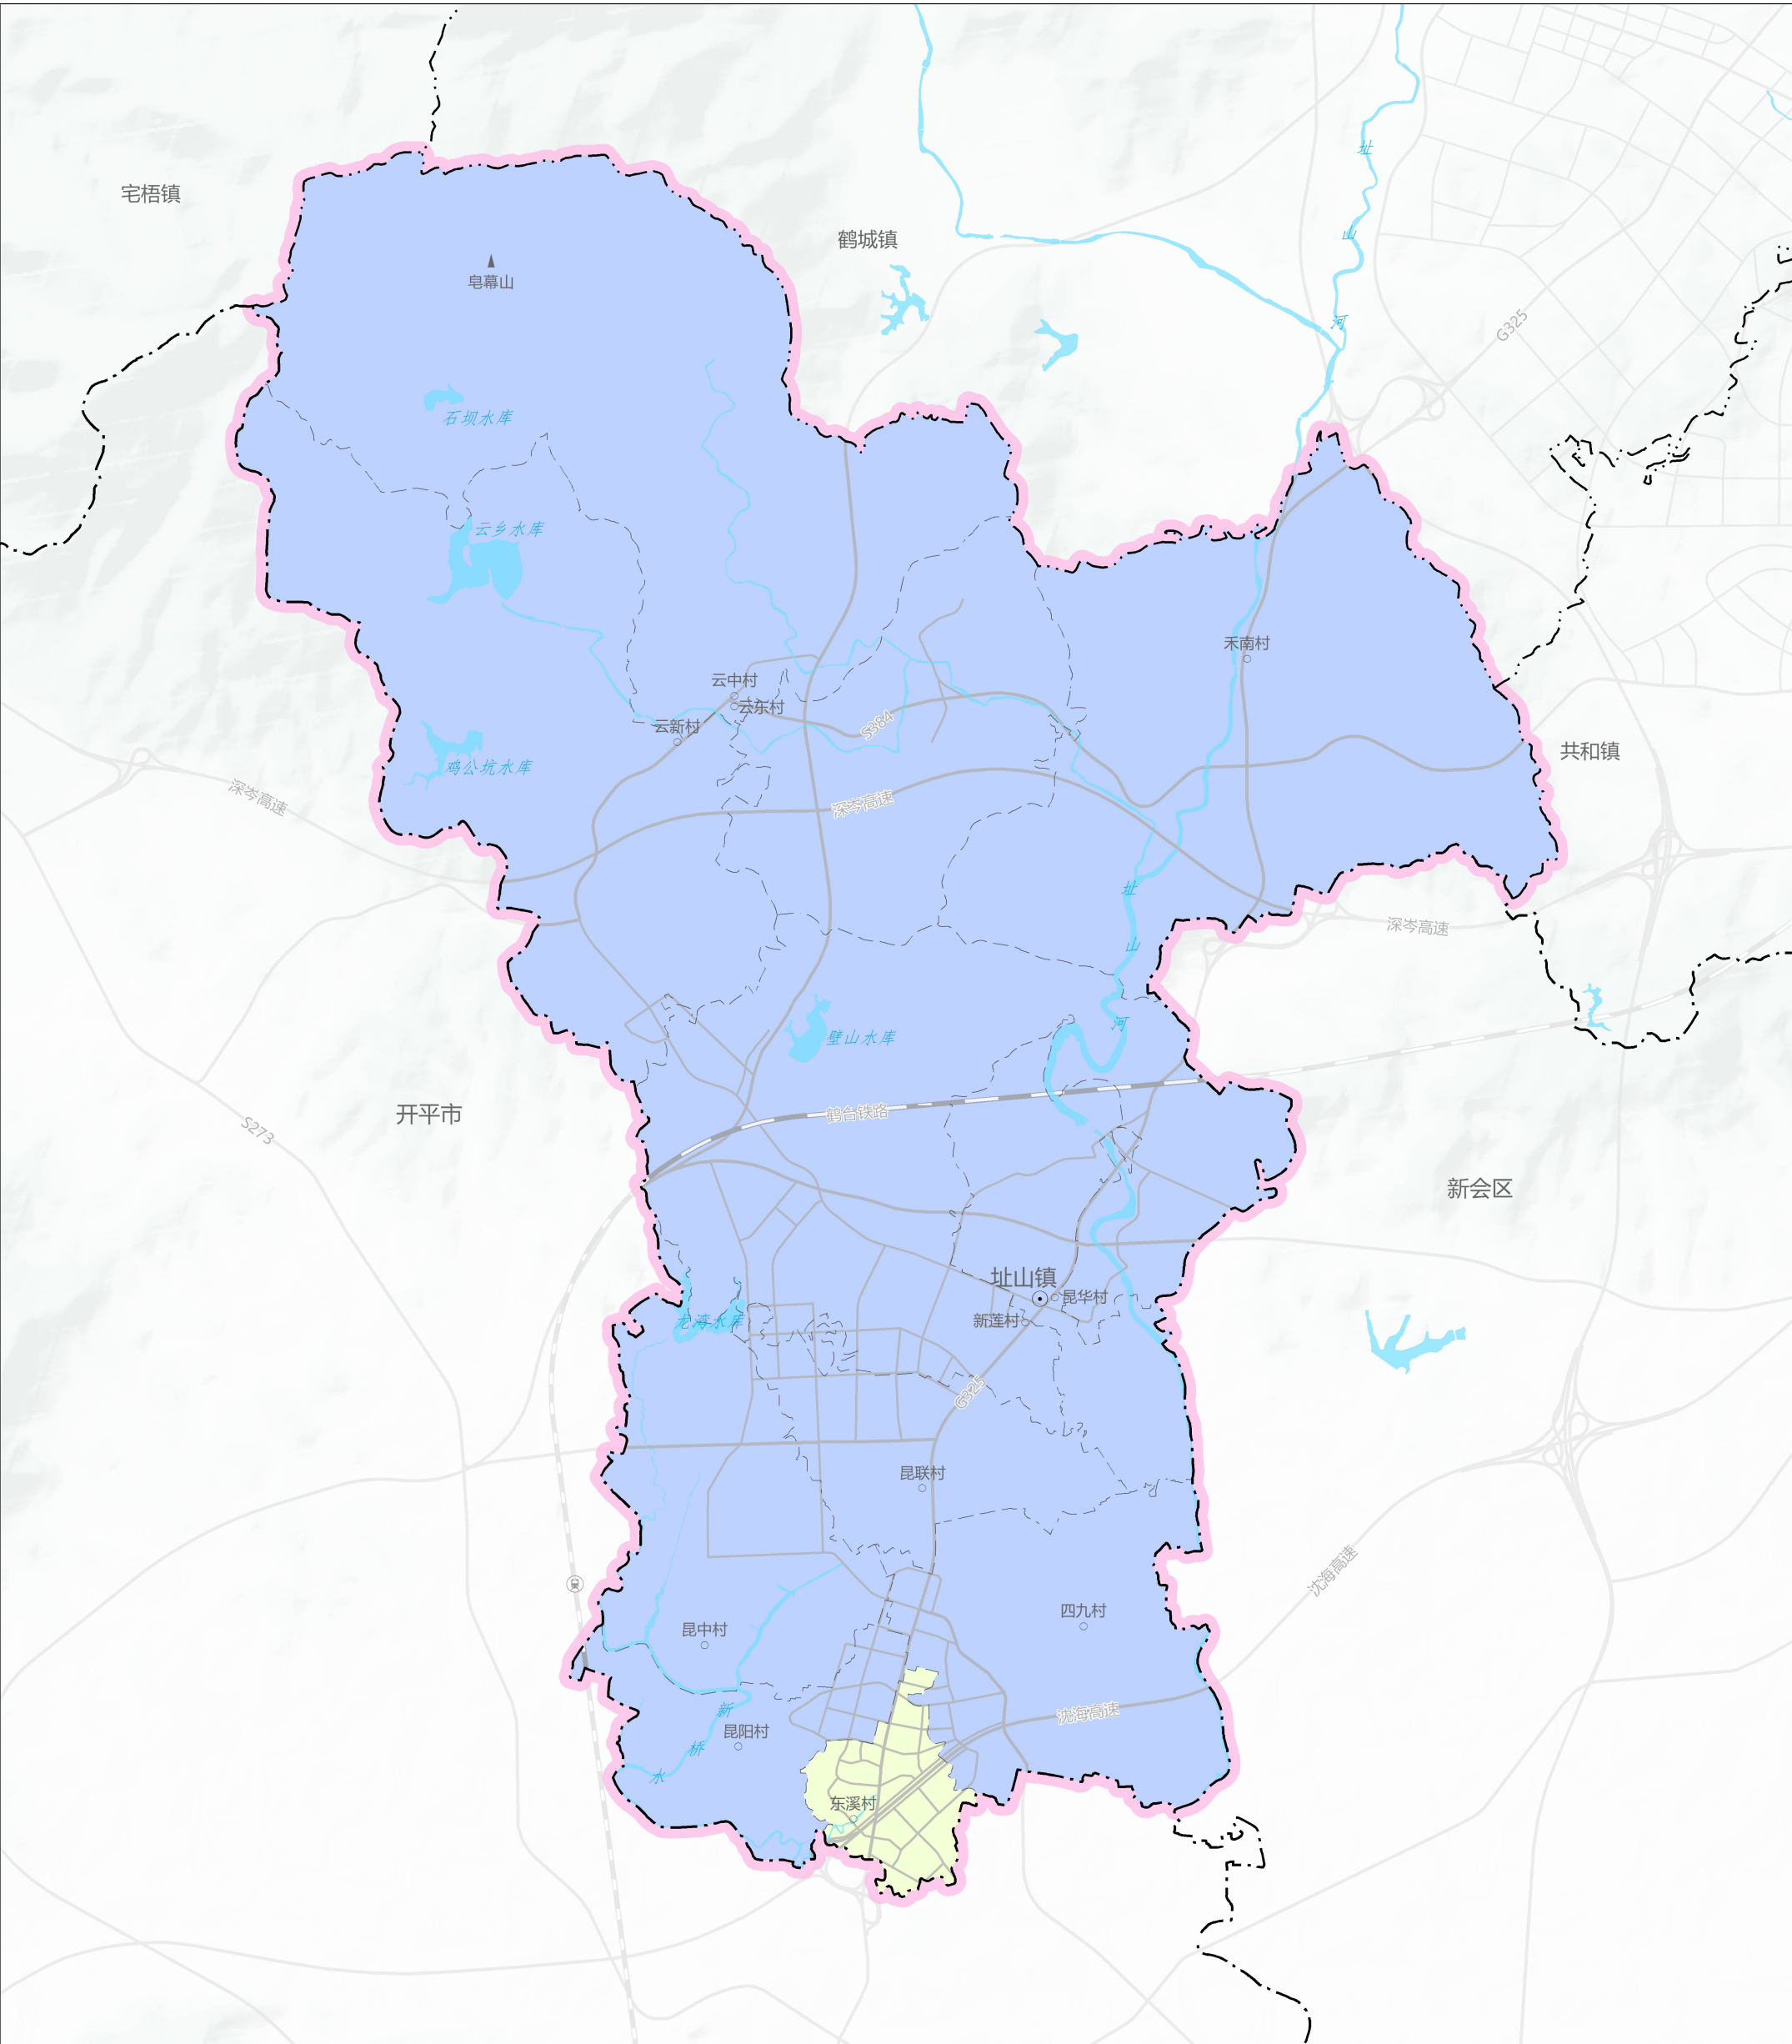 宅梧镇
鹤城镇
址
山
河
皂幕山
G325
石坝水库
云乡水库
禾南村
云中村
云东村
云新村
S384
共和镇
鸡公坑水库
深岑高速
深岑高速
址
山
河
深岑高速
壁山水库
开平市
鹤台铁路
S273
新会区
址山镇
昆华村
新莲村
龙湾水库
G325
昆联村
沈海高速
四九村
昆中村
新
桥
水
昆阳村
沈海高速
东溪村